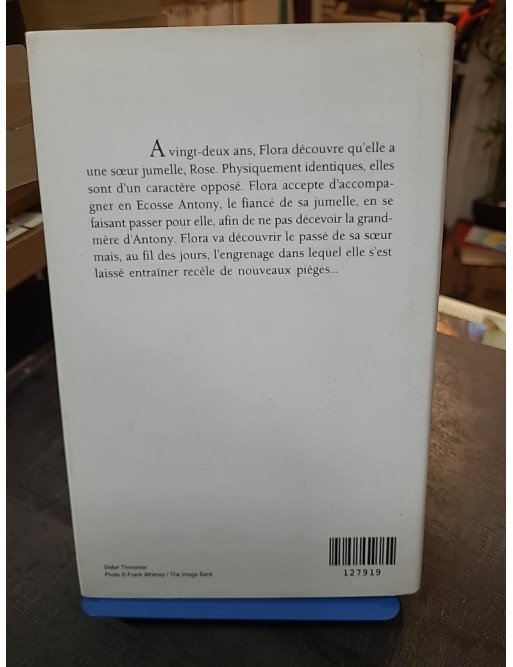 A vingt-deux ans, Flora découvre qu'elle a
une sœur jumelle, Rose. Physiquement identiques, elles
sont d'un caractère opposé. Flora accepte d'accompa-
gner en Ecosse Antony, le fiancé de sa jumelle, en se
faisant passer pour elle, afin de ne pas décevoir la grand-
mère d'Antony. Flora va découvrir le passé de sa sœur
mais, au fil des jours, l'engrenage dans lequel elle s'est
laissé entraîner recèle de nouveaux pièges...
Didier Thimonier
Photo © Frank Whitney / The Image Bank
127919